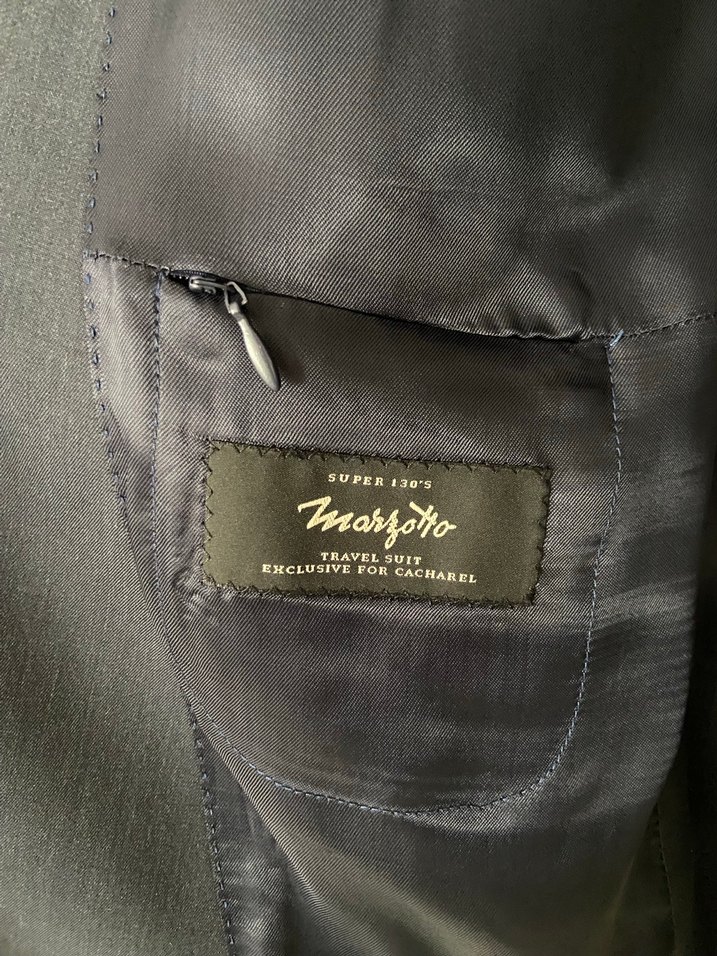 SUPER 130'S
Marzotto
TRAVEL SUIT
EXCLUSIVE FOR CACHAREL